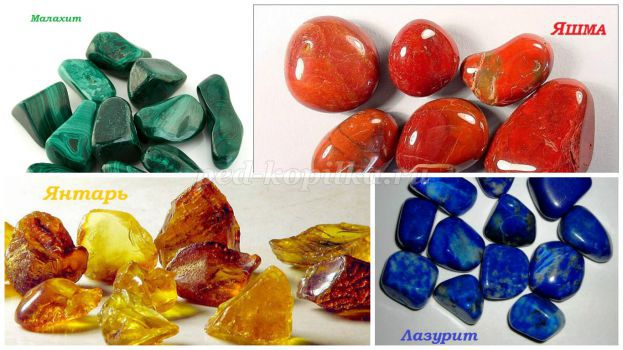 Малахит
Яшма
Янтарь
ped-kopilka.ru
Лазурит